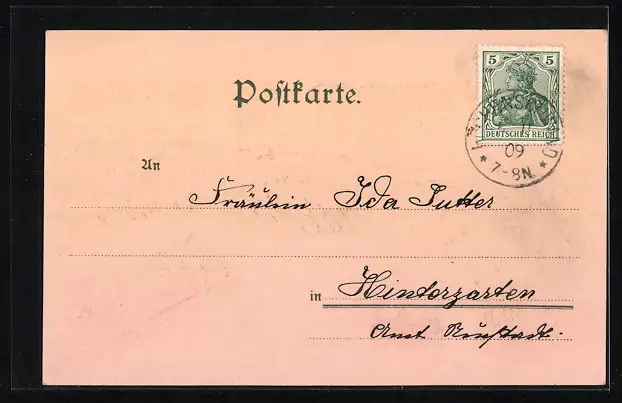 Postkarte.
5 5
DEUTSCHES REICH
09
* 7-8N. *
An
Fräulein Ida Sutter
in Hinterzarten
Amt Neustadt.